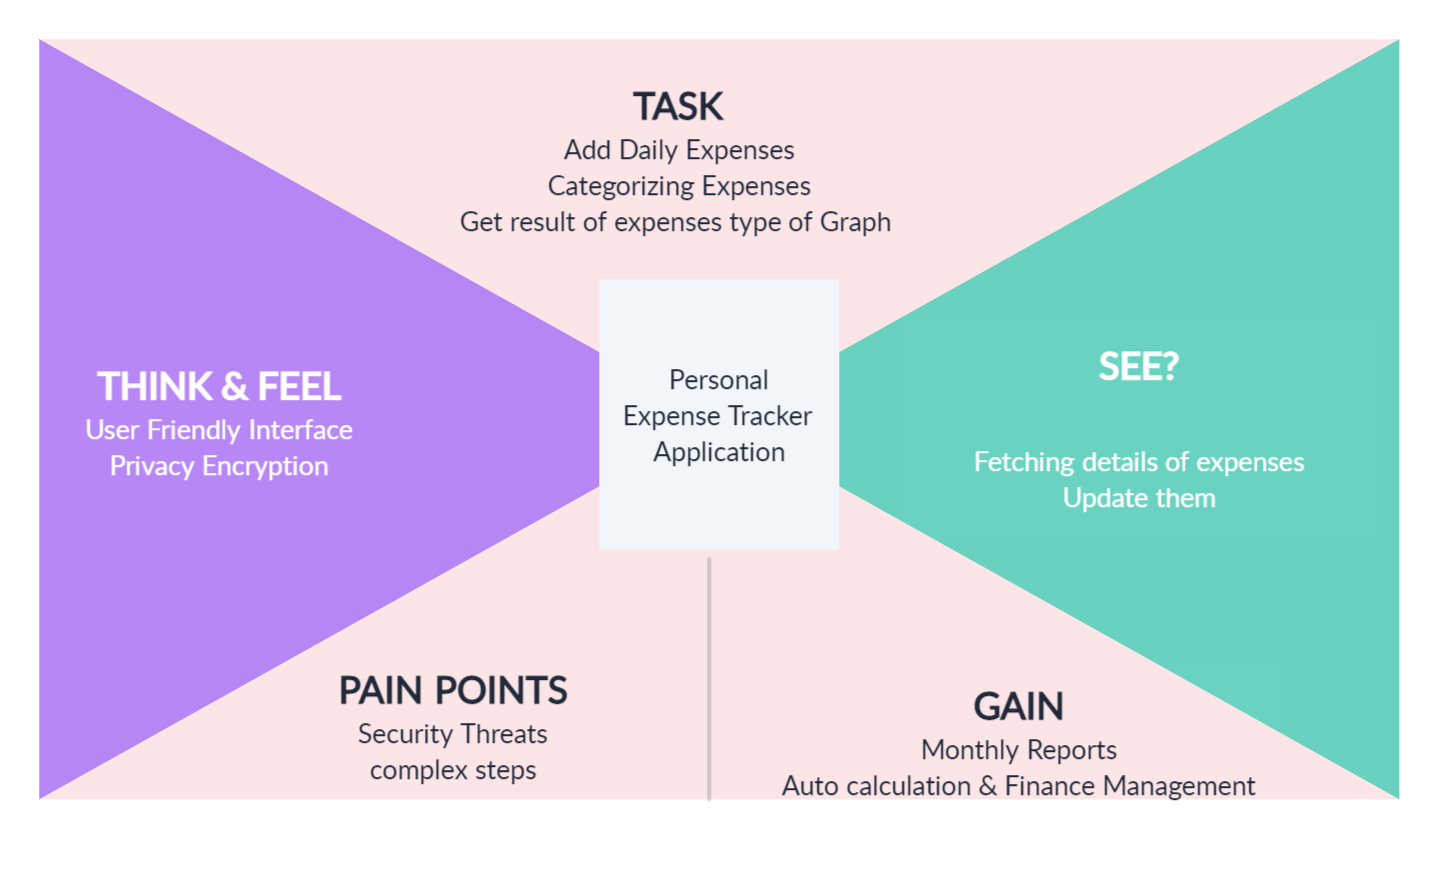 TASK
Add Daily Expenses
Categorizing Expenses
Get result of expenses type of Graph
THINK & FEEL
User Friendly Interface
Privacy Encryption
Personal
Expense Tracker
Application
SEE?
Fetching details of expenses
Update them
PAIN POINTS
Security Threats
complex steps
GAIN
Monthly Reports
Auto calculation & Finance Management